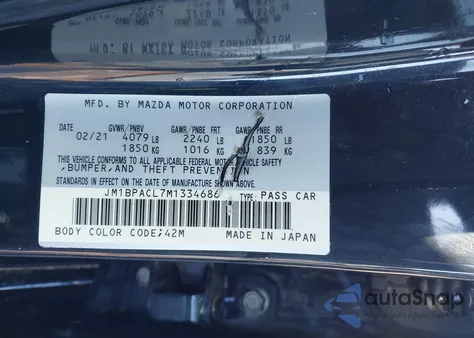 MFD. BY MAZDA MOTOR CORPORATION
02/21 GVWR/PNBV GAWR/PNBE FRT GAWR/PNBE RR
4079 LB 2240 LB 1850 LB
1850 KG 1016 KG 839 KG
THIS VEHICLE CONFORMS TO ALL APPLICABLE FEDERAL MOTOR VEHICLE SAFETY
,BUMPER,AND THEFT PREVENTION
STANDARDS IN EFFECT ON THE DATE OF MANUFACTURE SHOWN ABOVE.
JM1BPACL7M1334686 TYPE: PASS CAR
BODY COLOR CODE;42M MADE IN JAPAN
autoSnap